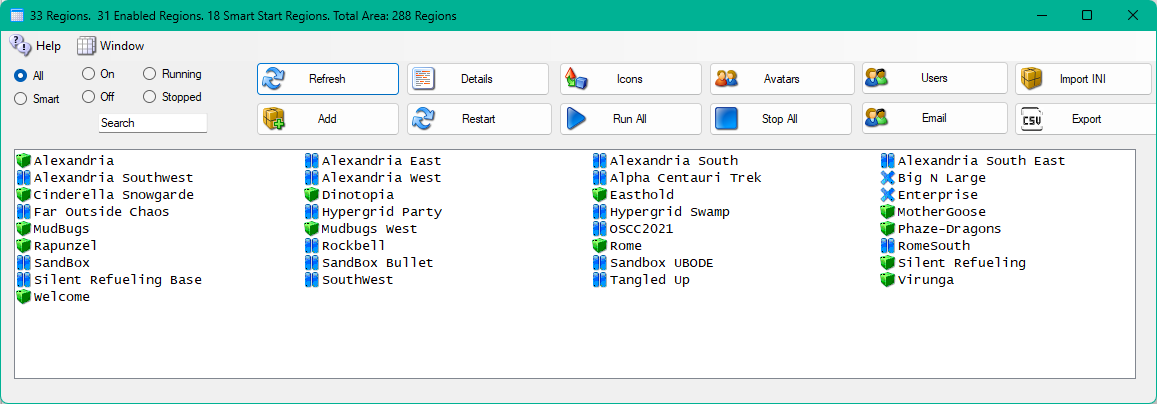 33 Regions.  31 Enabled Regions. 18 Smart Start Regions. Total Area: 288 Regions
Help Window
All On Running Refresh Details Icons Avatars Users Import INI
Smart Off Stopped
Search Add Restart Run All Stop All Email Export
CSV
Alexandria Alexandria East Alexandria South Alexandria South East
Alexandria Southwest Alexandria West Alpha Centauri Trek Big N Large
Cinderella Snowgarde Dinotopia Easthold Enterprise
Far Outside Chaos Hypergrid Party Hypergrid Swamp MotherGoose
MudBugs Mudbugs West OSCC2021 Phaze-Dragons
Rapunzel Rockbell Rome RomeSouth
SandBox SandBox Bullet Sandbox UBODE Silent Refueling
Silent Refueling Base SouthWest Tangled Up Virunga
Welcome